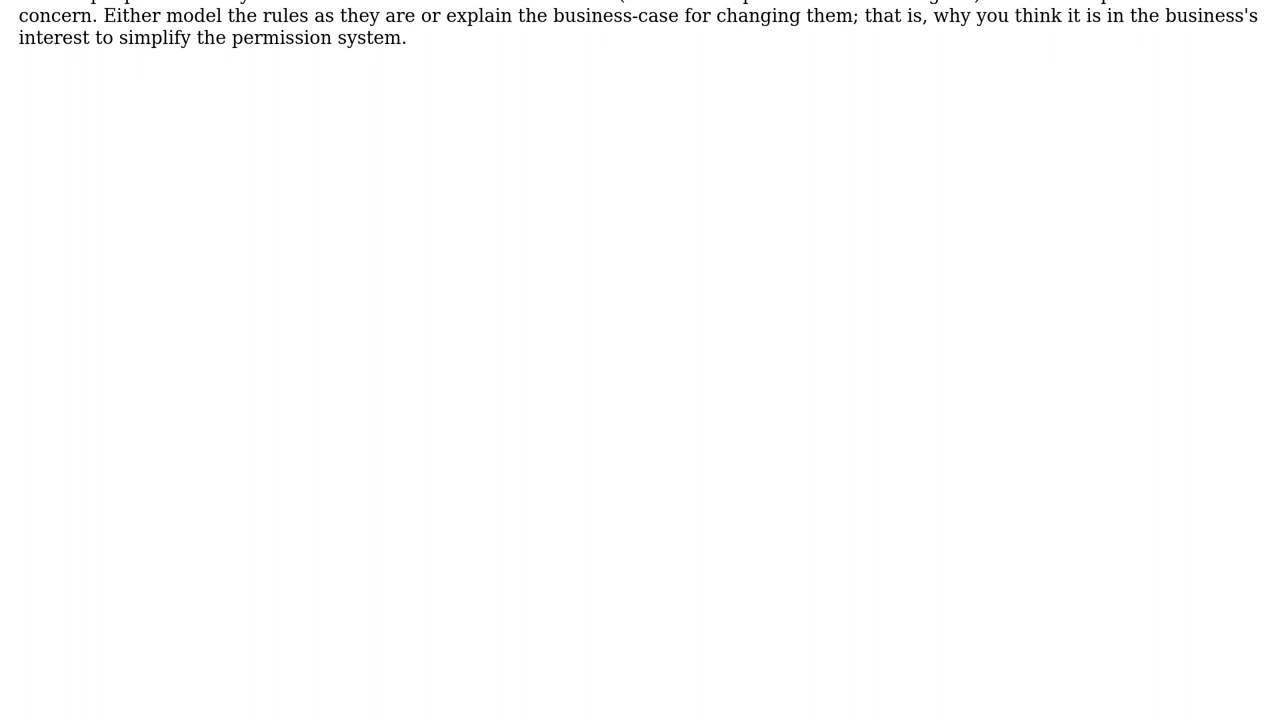 concern. Either model the rules as they are or explain the business-case for changing them; that is, why you think it is in the business's
interest to simplify the permission system.